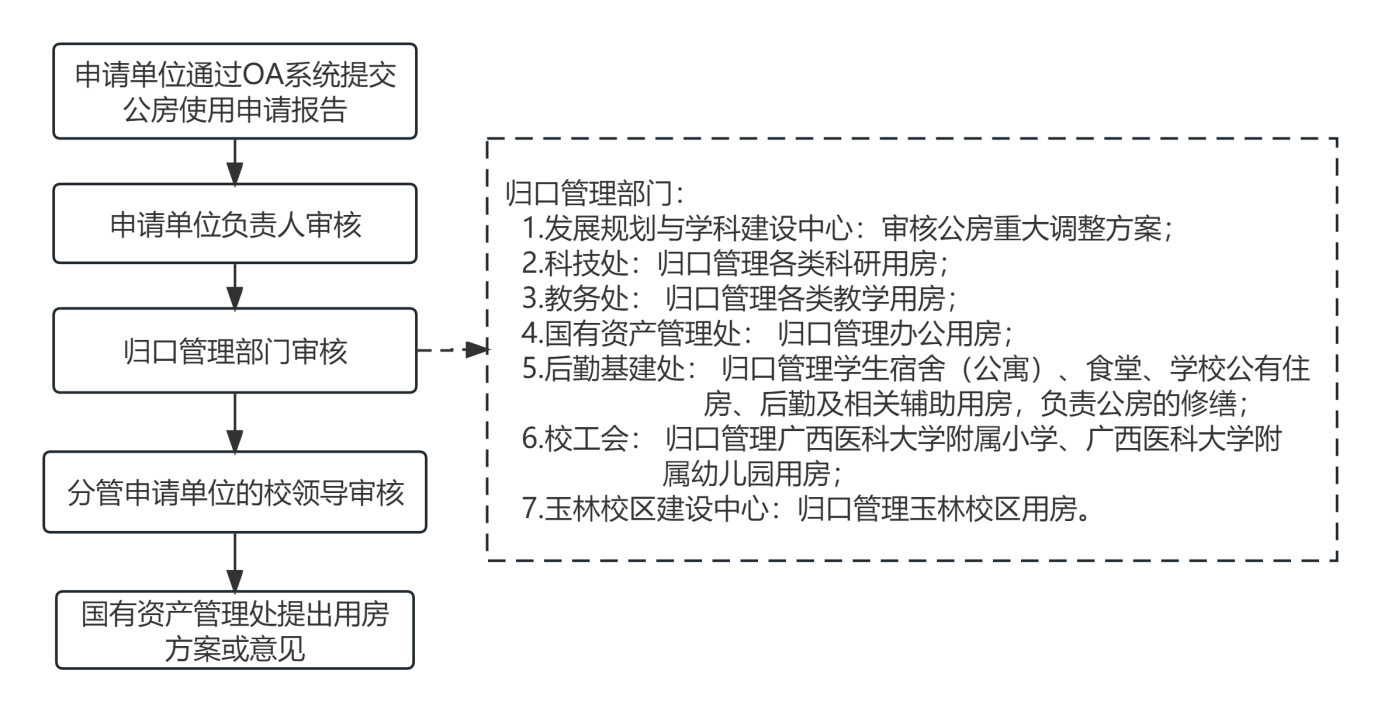 申请单位通过OA系统提交
公房使用申请报告
申请单位负责人审核
归口管理部门审核
分管申请单位的校领导审核
国有资产管理处提出用房
方案或意见
归口管理部门：
1.发展规划与学科建设中心：审核公房重大调整方案；
2.科技处：归口管理各类科研用房；
3.教务处： 归口管理各类教学用房；
4.国有资产管理处： 归口管理办公用房；
5.后勤基建处： 归口管理学生宿舍（公寓）、食堂、学校公有住
房、后勤及相关辅助用房，负责公房的修缮；
6.校工会： 归口管理广西医科大学附属小学、广西医科大学附
属幼儿园用房；
7.玉林校区建设中心：归口管理玉林校区用房。